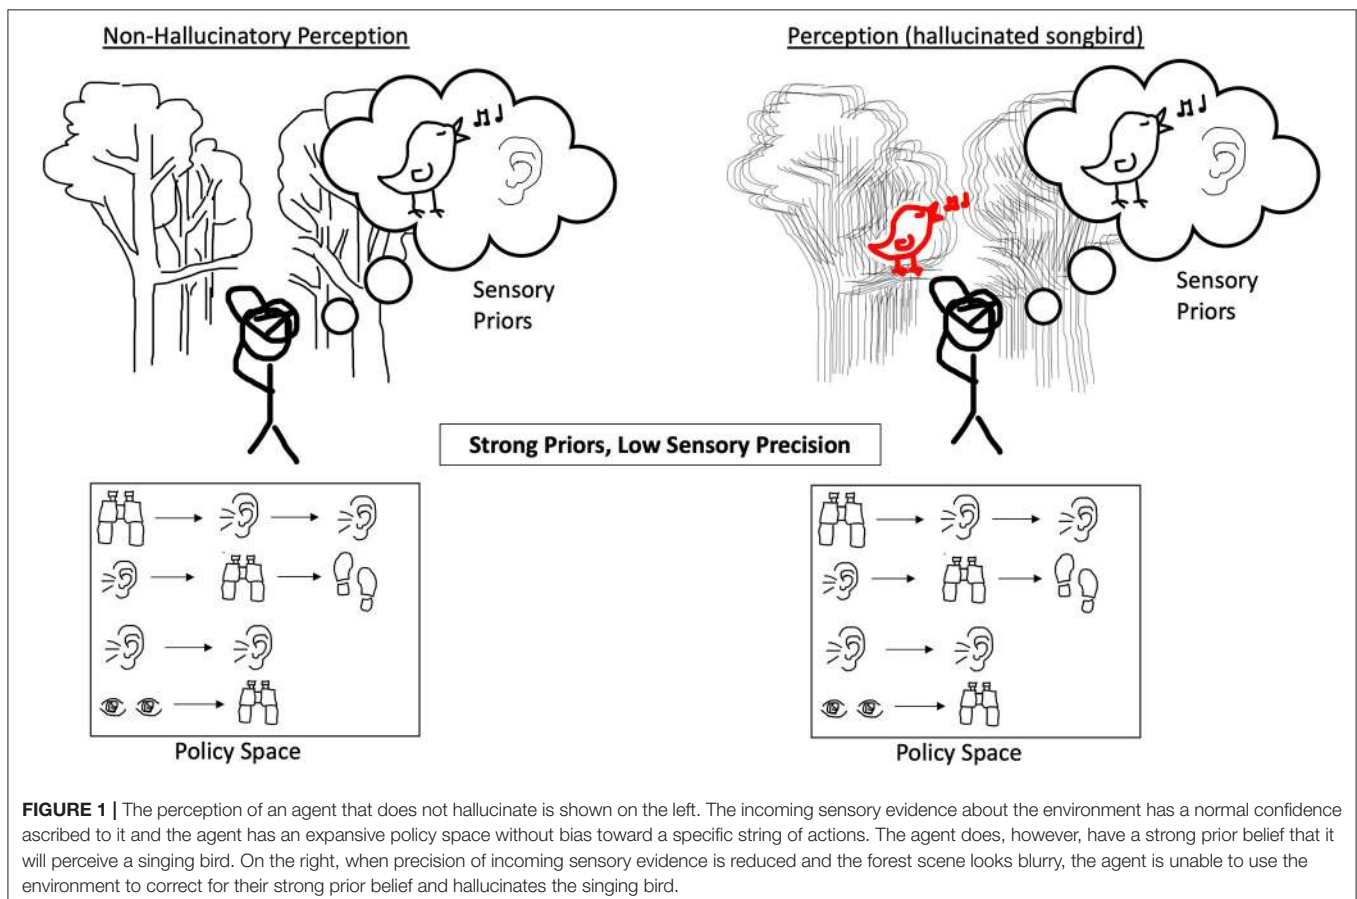 Non-Hallucinatory Perception
Perception (hallucinated songbird)
Sensory
Priors
Sensory
Priors
Strong Priors, Low Sensory Precision
Policy Space
Policy Space
FIGURE 1 | The perception of an agent that does not hallucinate is shown on the left. The incoming sensory evidence about the environment has a normal confidence
ascribed to it and the agent has an expansive policy space without bias toward a specific string of actions. The agent does, however, have a strong prior belief that it
will perceive a singing bird. On the right, when precision of incoming sensory evidence is reduced and the forest scene looks blurry, the agent is unable to use the
environment to correct for their strong prior belief and hallucinates the singing bird.